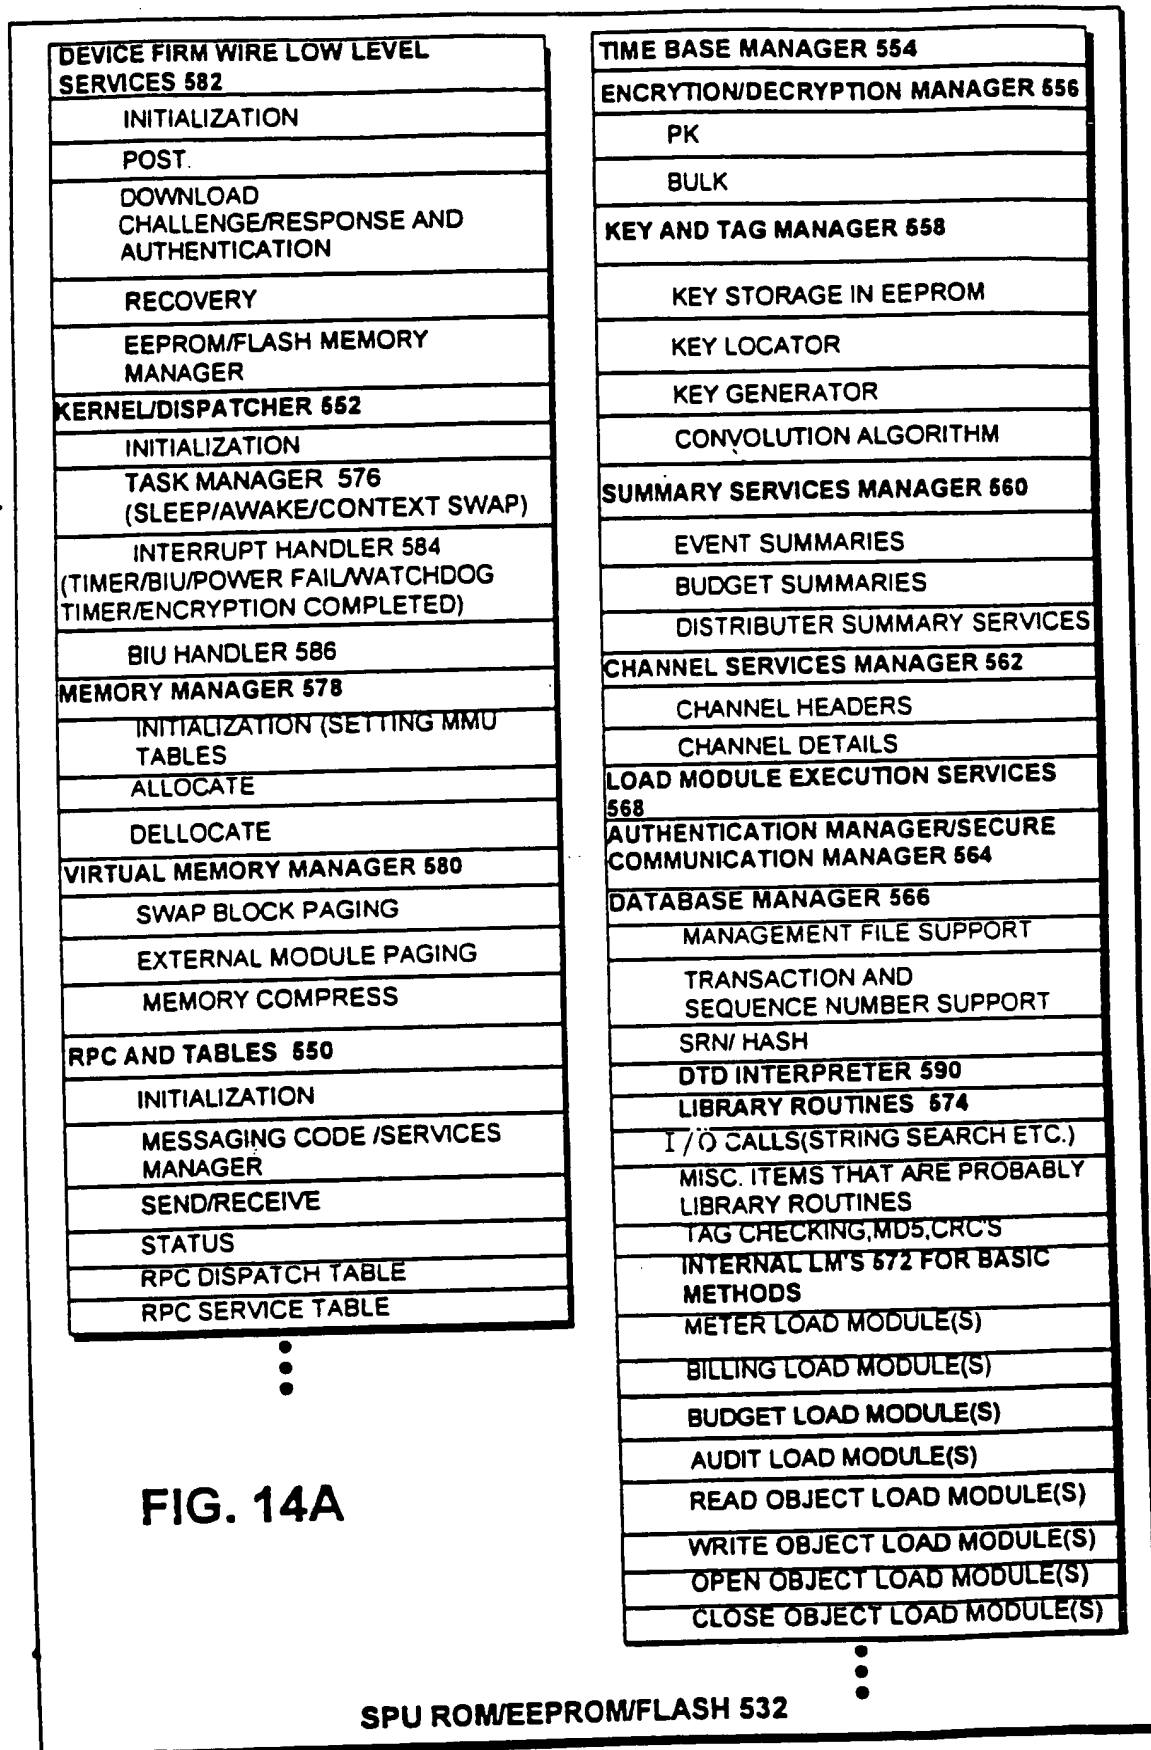 DEVICE FIRM WIRE LOW LEVEL
SERVICES 582
INITIALIZATION
POST.
DOWNLOAD
CHALLENGE/RESPONSE AND
AUTHENTICATION
RECOVERY
EEPROM/FLASH MEMORY
MANAGER
KERNEL/DISPATCHER 552
INITIALIZATION
TASK MANAGER 576
(SLEEP/AWAKE/CONTEXT SWAP)
INTERRUPT HANDLER 584
(TIMER/BIU/POWER FAIL/WATCHDOG
TIMER/ENCRYPTION COMPLETED)
BIU HANDLER 586
MEMORY MANAGER 578
INITIALIZATION (SETTING MMU
TABLES
ALLOCATE
DELLOCATE
VIRTUAL MEMORY MANAGER 580
SWAP BLOCK PAGING
EXTERNAL MODULE PAGING
MEMORY COMPRESS
RPC AND TABLES 550
INITIALIZATION
MESSAGING CODE /SERVICES
MANAGER
SEND/RECEIVE
STATUS
RPC DISPATCH TABLE
RPC SERVICE TABLE
TIME BASE MANAGER 554
ENCRYTION/DECRYPTION MANAGER 556
PK
BULK
KEY AND TAG MANAGER 558
KEY STORAGE IN EEPROM
KEY LOCATOR
KEY GENERATOR
CONVOLUTION ALGORITHM
SUMMARY SERVICES MANAGER 560
EVENT SUMMARIES
BUDGET SUMMARIES
DISTRIBUTER SUMMARY SERVICES
CHANNEL SERVICES MANAGER 562
CHANNEL HEADERS
CHANNEL DETAILS
LOAD MODULE EXECUTION SERVICES
568
AUTHENTICATION MANAGER/SECURE
COMMUNICATION MANAGER 564
DATABASE MANAGER 566
MANAGEMENT FILE SUPPORT
TRANSACTION AND
SEQUENCE NUMBER SUPPORT
SRN/ HASH
DTD INTERPRETER 590
LIBRARY ROUTINES 574
I/O CALLS(STRING SEARCH ETC.)
MISC. ITEMS THAT ARE PROBABLY
LIBRARY ROUTINES
TAG CHECKING,MD5,CRC'S
INTERNAL LM'S 572 FOR BASIC
METHODS
METER LOAD MODULE(S)
BILLING LOAD MODULE(S)
BUDGET LOAD MODULE(S)
AUDIT LOAD MODULE(S)
READ OBJECT LOAD MODULE(S)
WRITE OBJECT LOAD MODULE(S)
OPEN OBJECT LOAD MODULE(S)
CLOSE OBJECT LOAD MODULE(S)
FIG. 14A
SPU ROM/EEPROM/FLASH 532